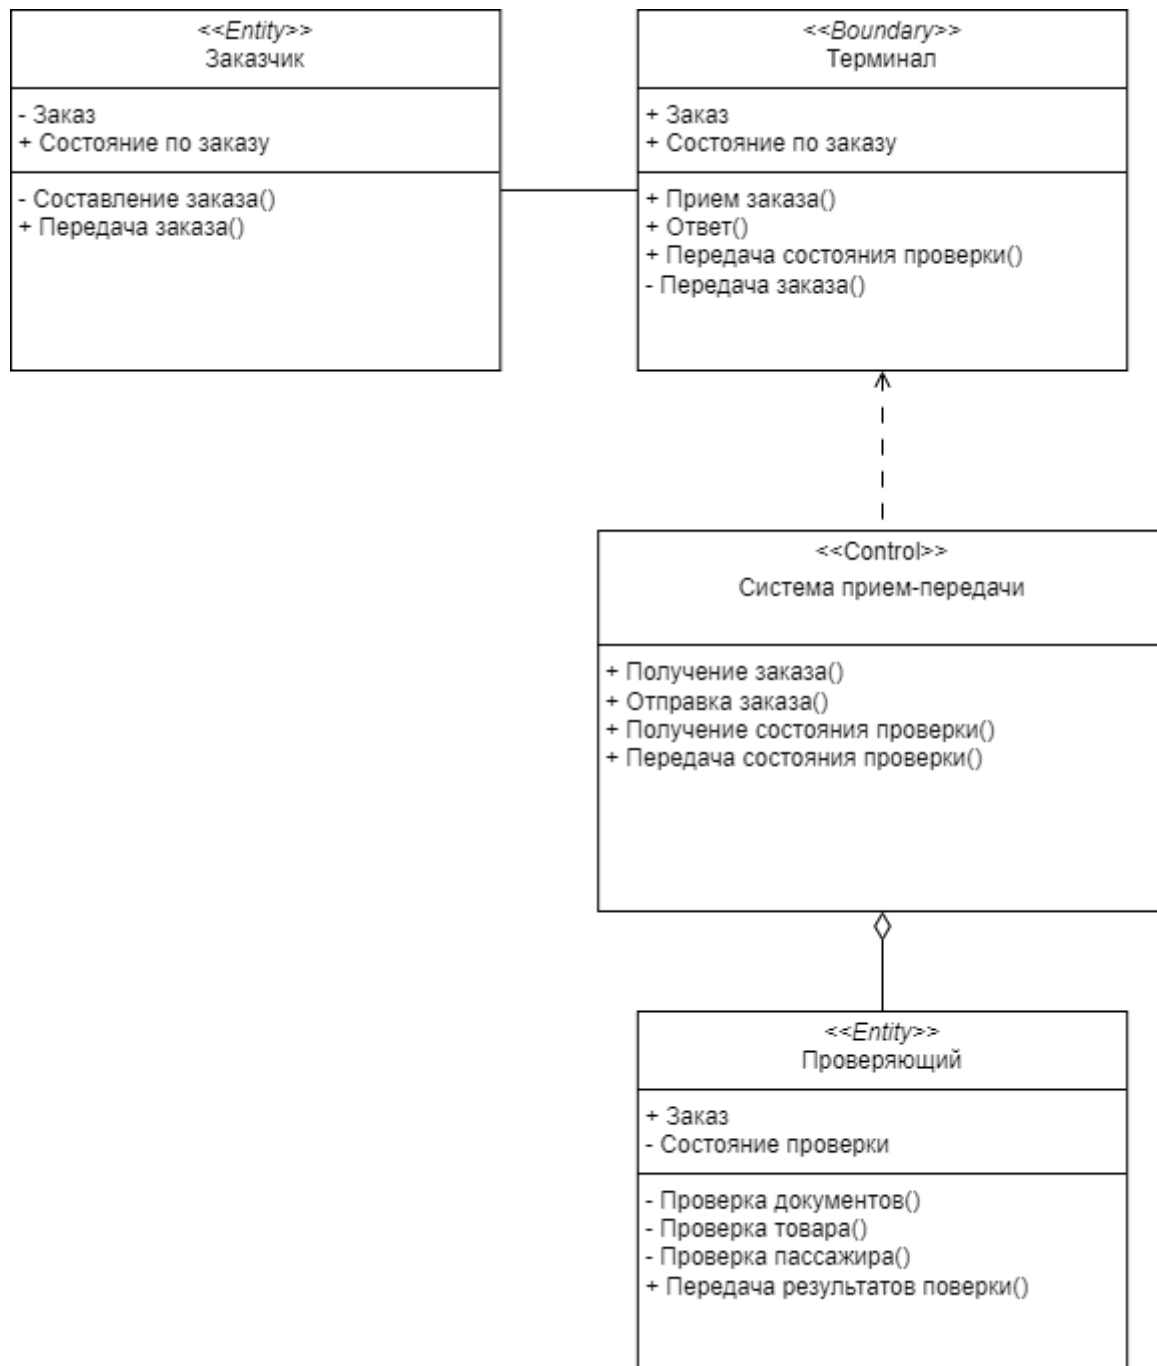 <<Entity>>
Заказчик
- Заказ
+ Состояние по заказу
- Составление заказа()
+ Передача заказа()
<<Boundary>>
Терминал
+ Заказ
+ Состояние по заказу
+ Прием заказа()
+ Ответ()
+ Передача состояния проверки()
- Передача заказа()
<<Control>>
Система прием-передачи
+ Получение заказа()
+ Отправка заказа()
+ Получение состояния проверки()
+ Передача состояния проверки()
<<Entity>>
Проверяющий
+ Заказ
- Состояние проверки
- Проверка документов()
- Проверка товара()
- Проверка пассажира()
+ Передача результатов поверки()